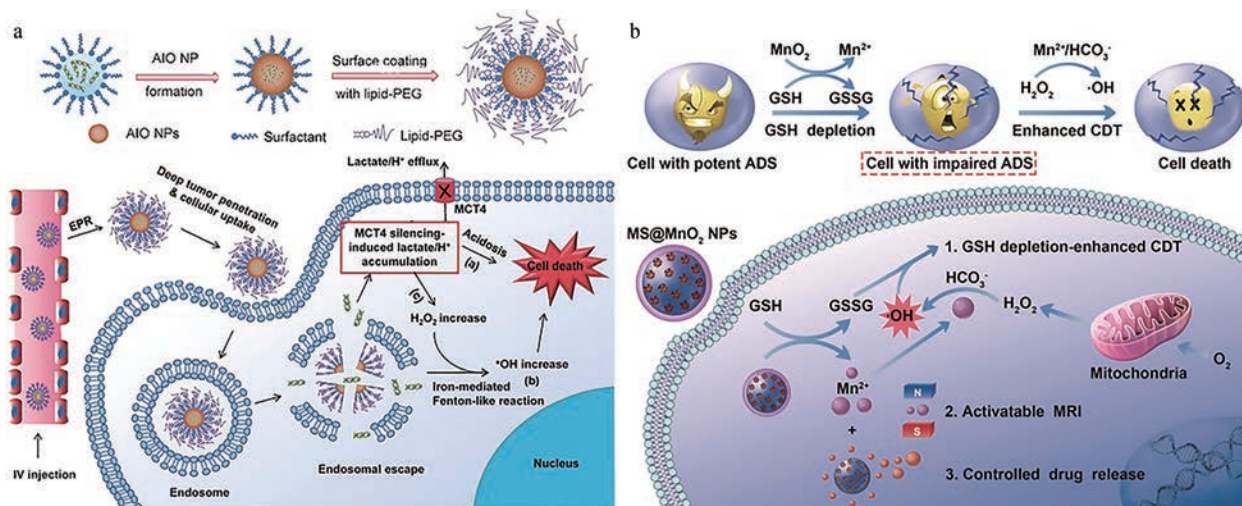 a
AIO NP
formation
Surface coating
with lipid-PEG
AIO NPs
Surfactant
Lipid-PEG
Lactate/H⁺ efflux
MCT4
Deep tumor penetration
& cellular uptake
EPR
MCT4 silencing-
induced lactate/H⁺
accumulation
Acidosis
(a)
Cell death
(c)
H₂O₂ increase
•OH increase
(b)
Iron-mediated
Fenton-like reaction
IV injection
Endosome
Endosomal escape
Nucleus
b
MnO₂
Mn²⁺
GSH
GSSG
GSH depletion
Mn²⁺/HCO₃⁻
H₂O₂
·OH
Enhanced CDT
Cell with potent ADS
Cell with impaired ADS
Cell death
MS@MnO₂ NPs
1. GSH depletion-enhanced CDT
GSH
GSSG
·OH
HCO₃⁻
H₂O₂
Mitochondria
O₂
Mn²⁺
+
N
S
2. Activatable MRI
3. Controlled drug release